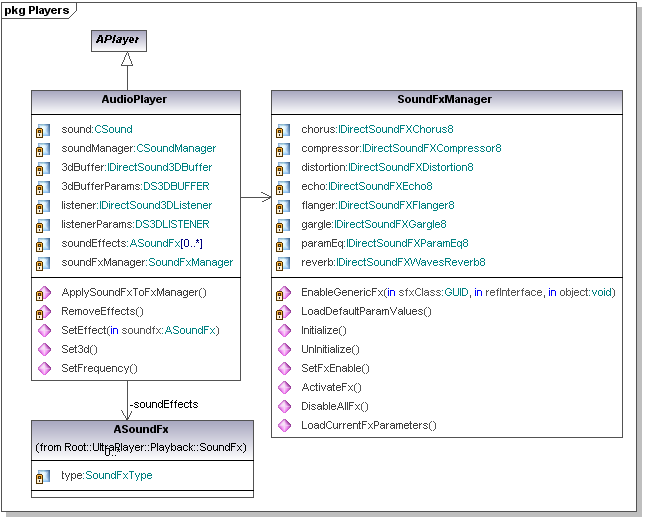 pkg Players
APlayer
AudioPlayer
sound:CSound
soundManager:CSoundManager
3dBuffer:IDirectSound3DBuffer
3dBufferParams:DS3DBUFFER
listener:IDirectSound3DListener
listenerParams:DS3DLISTENER
soundEffects:ASoundFx[0..*]
soundFxManager:SoundFxManager
ApplySoundFxToFxManager()
RemoveEffects()
SetEffect(in soundfx:ASoundFx)
Set3d()
SetFrequency()
SoundFxManager
chorus:IDirectSoundFXChorus8
compressor:IDirectSoundFXCompressor8
distortion:IDirectSoundFXDistortion8
echo:IDirectSoundFXEcho8
flanger:IDirectSoundFXFlanger8
gargle:IDirectSoundFXGargle8
paramEq:IDirectSoundFXParamEq8
reverb:IDirectSoundFXWavesReverb8
EnableGenericFx(in sfxClass:GUID, in refInterface, in object:void)
LoadDefaultParamValues()
Initialize()
UnInitialize()
SetFxEnable()
ActivateFx()
DisableAllFx()
LoadCurrentFxParameters()
-soundEffects
ASoundFx
(from Root::UltraPlayer::Playback::SoundFx)
type:SoundFxType